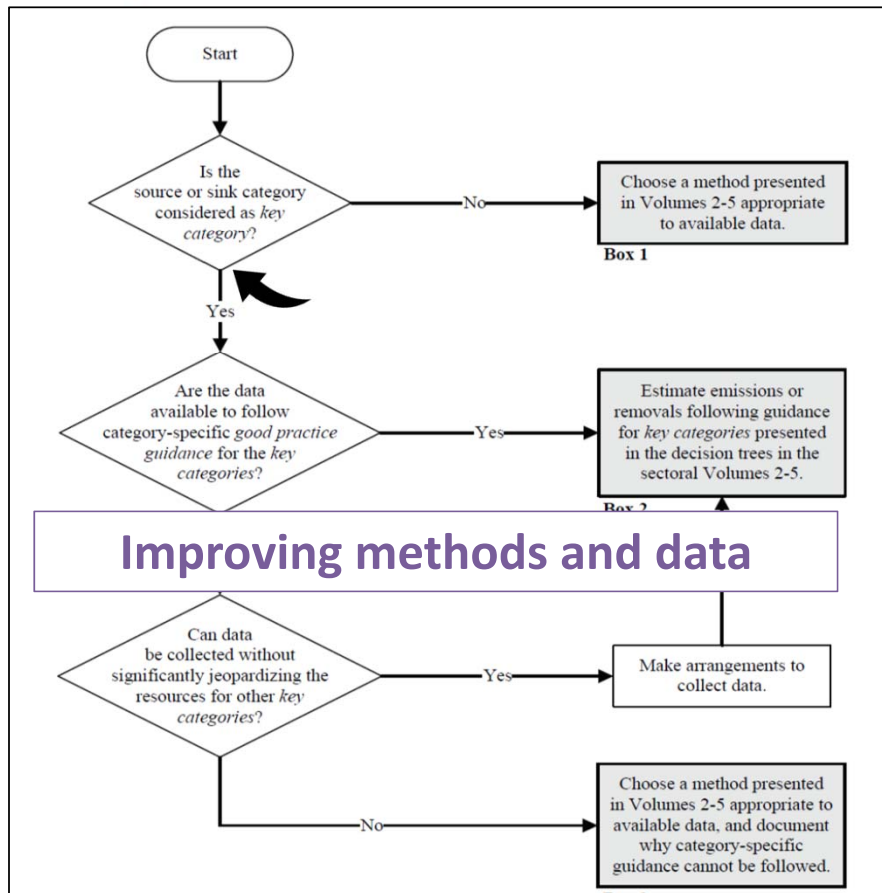 Start
Is the
source or sink category
considered as key
category?
No
Choose a method presented
in Volumes 2-5 appropriate
to available data.
Box 1
Yes
Are the data
available to follow
category-specific good practice
guidance for the key
categories?
Yes
Estimate emissions or
removals following guidance
for key categories presented
in the decision trees in the
sectoral Volumes 2-5.
Box 2
Improving methods and data
Can data
be collected without
significantly jeopardizing the
resources for other key
categories?
Yes
Make arrangements to
collect data.
No
Choose a method presented
in Volumes 2-5 appropriate to
available data, and document
why category-specific
guidance cannot be followed.